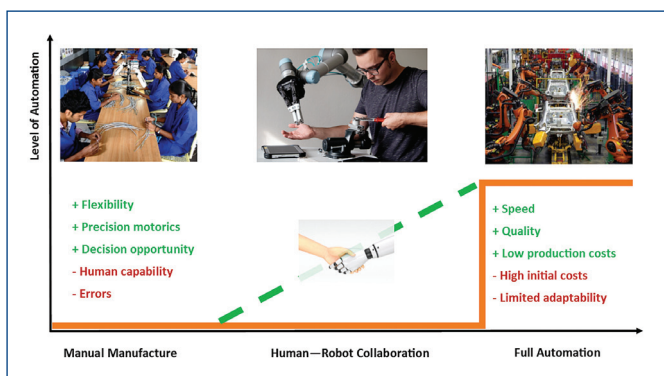 Level of Automation
+ Flexibility
+ Precision motorics
+ Decision opportunity
- Human capability
- Errors
+ Speed
+ Quality
+ Low production costs
- High initial costs
- Limited adaptability
Manual Manufacture
Human—Robot Collaboration
Full Automation